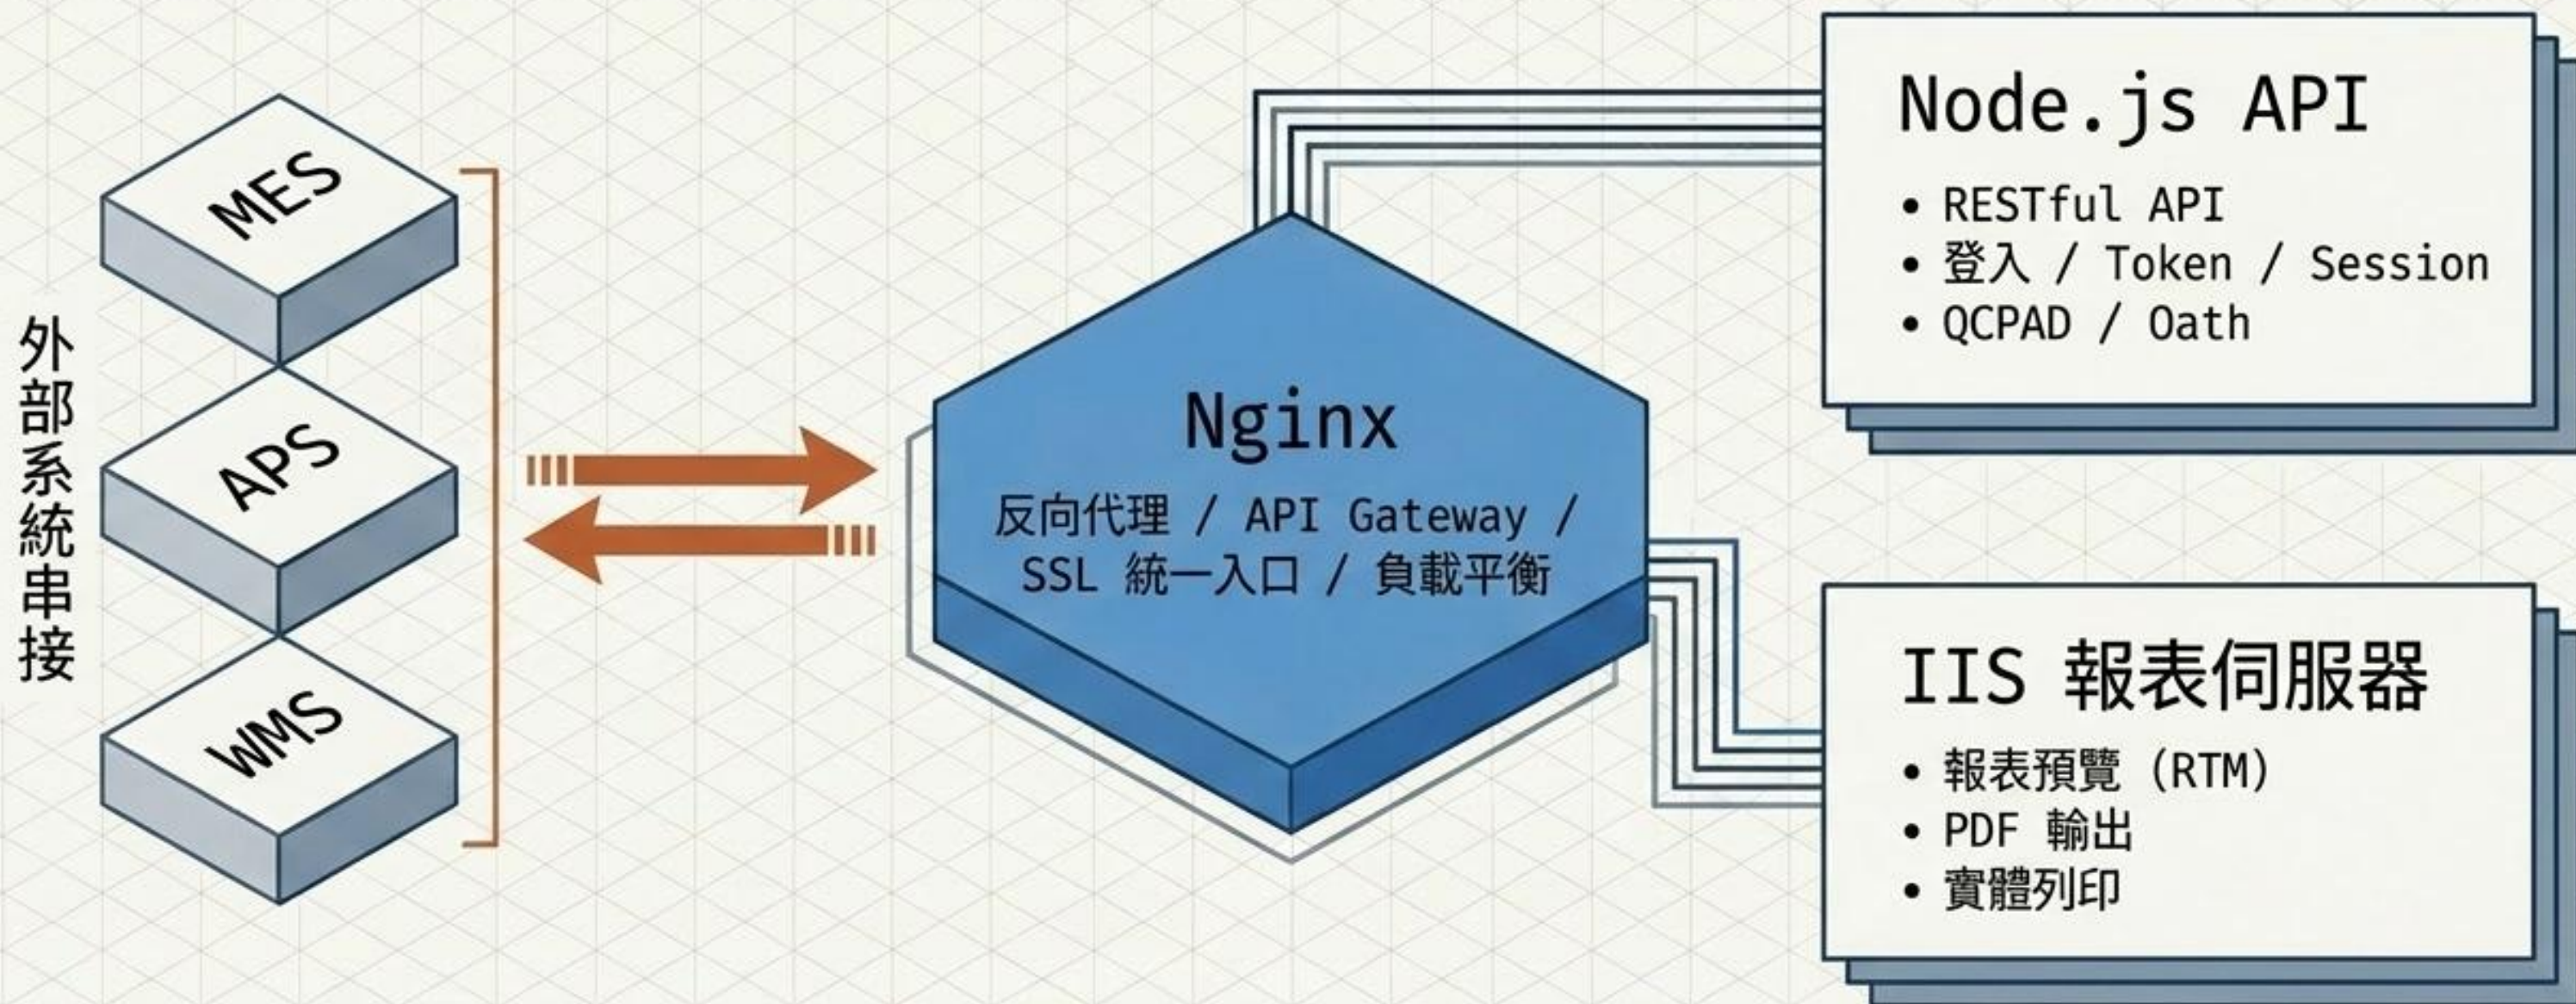 外部系統串接
MES
APS
WMS
Nginx
反向代理 / API Gateway /
SSL 統一入口 / 負載平衡
Node.js API
• RESTful API
• 登入 / Token / Session
• QCPAD / Oath
IIS 報表伺服器
• 報表預覽 (RTM)
• PDF 輸出
• 實體列印